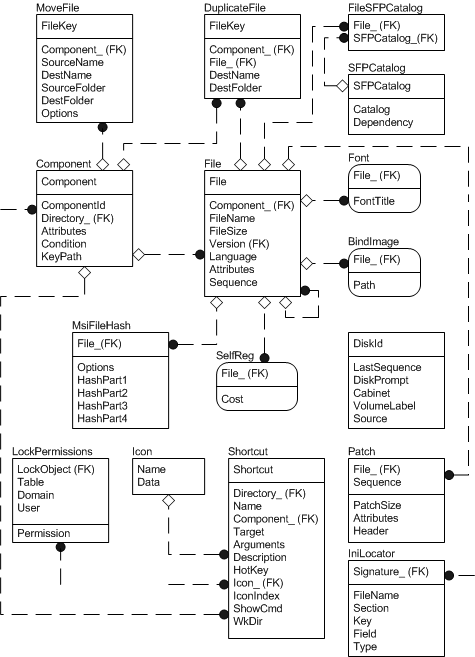 MoveFile
FileKey
Component_ (FK)
SourceName
DestName
SourceFolder
DestFolder
Options
DuplicateFile
FileKey
Component_ (FK)
File_ (FK)
DestName
DestFolder
FileSFPCatalog
File_ (FK)
SFPCatalog_(FK)
SFPCatalog
SFPCatalog
Catalog
Dependency
Component
Component
ComponentId
Directory_ (FK)
Attributes
Condition
KeyPath
File
File
Component_ (FK)
FileName
FileSize
Version (FK)
Language
Attributes
Sequence
Font
File_ (FK)
FontTitle
BindImage
File_ (FK)
Path
MsiFileHash
File_(FK)
Options
HashPart1
HashPart2
HashPart3
HashPart4
SelfReg
File_ (FK)
Cost
DiskId
LastSequence
DiskPrompt
Cabinet
VolumeLabel
Source
LockPermissions
LockObject (FK)
Table
Domain
User
Permission
Icon
Name
Data
Shortcut
Shortcut
Directory_ (FK)
Name
Component_ (FK)
Target
Arguments
Description
HotKey
Icon_ (FK)
IconIndex
ShowCmd
WkDir
Patch
File_ (FK)
Sequence
PatchSize
Attributes
Header
IniLocator
Signature_ (FK)
FileName
Section
Key
Field
Type